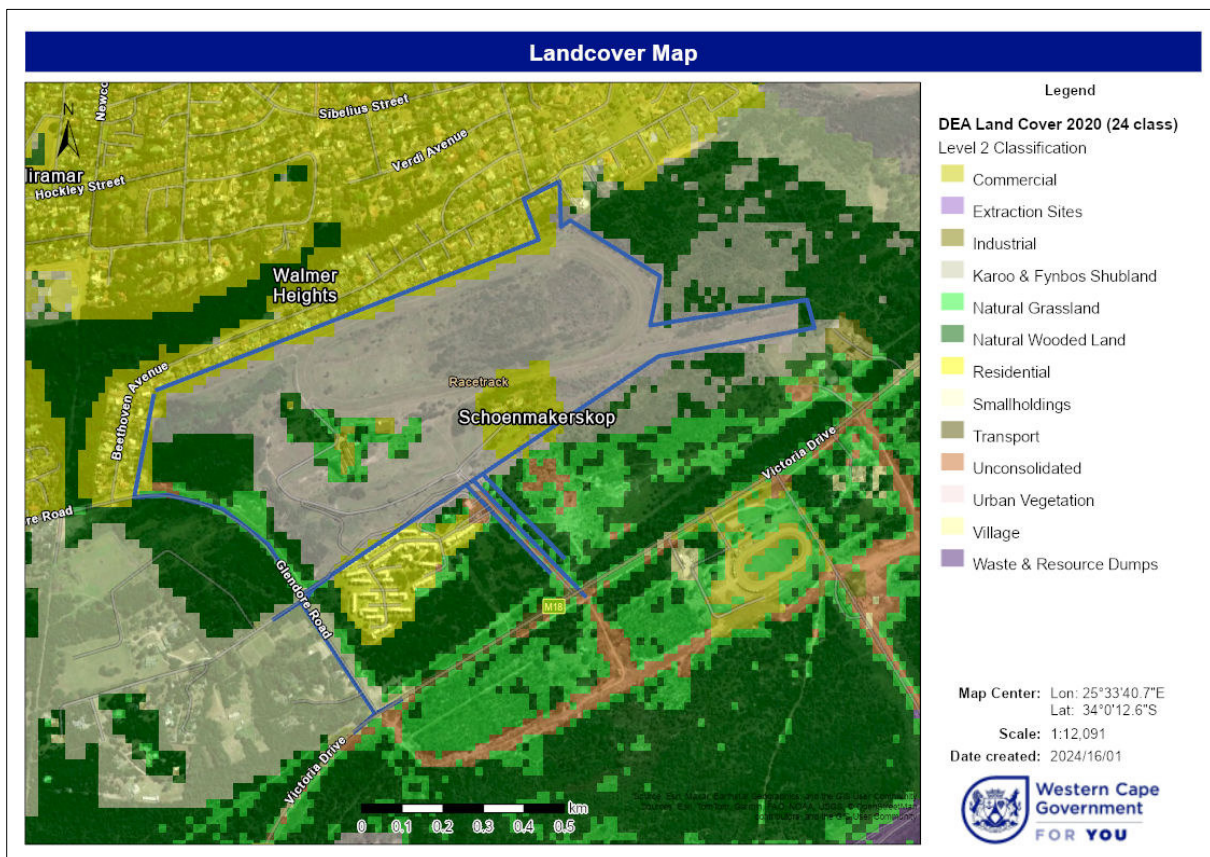 Landcover Map
Newco
Sibelius Street
N
Verdi Avenue
liramar
Hockley Street
Walmer
Heights
Beethoven Avenue
Racetrack
Schoenmakerskop
Victoria Drive
ore Road
Glendore Road
M18
Victoria Drive
km
0 0.1 0.2 0.3 0.4 0.5
Legend
DEA Land Cover 2020 (24 class)
Level 2 Classification
Commercial
Extraction Sites
Industrial
Karoo & Fynbos Shubland
Natural Grassland
Natural Wooded Land
Residential
Smallholdings
Transport
Unconsolidated
Urban Vegetation
Village
Waste & Resource Dumps
Map Center: Lon: 25°33'40.7"E
Lat: 34°0'12.6"S
Scale: 1:12,091
Date created: 2024/16/01
Western Cape
Government
FOR YOU